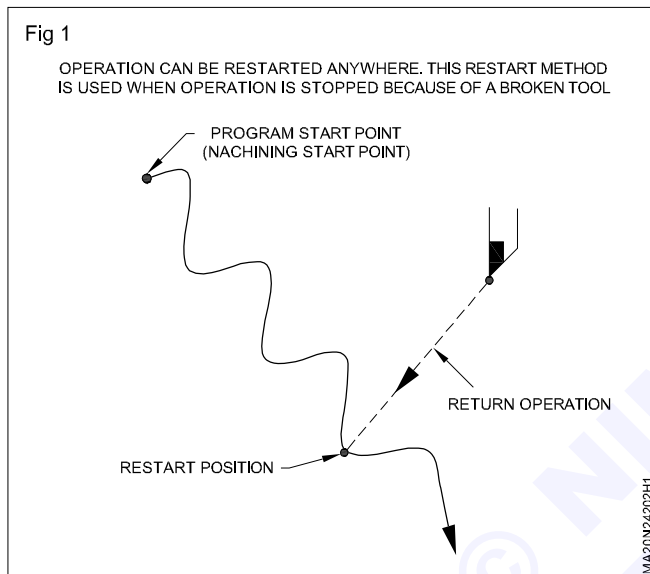 Fig 1
OPERATION CAN BE RESTARTED ANYWHERE. THIS RESTART METHOD
IS USED WHEN OPERATION IS STOPPED BECAUSE OF A BROKEN TOOL
PROGRAM START POINT
(NACHINING START POINT)
RETURN OPERATION
RESTART POSITION
MA20N24202H1
© NI